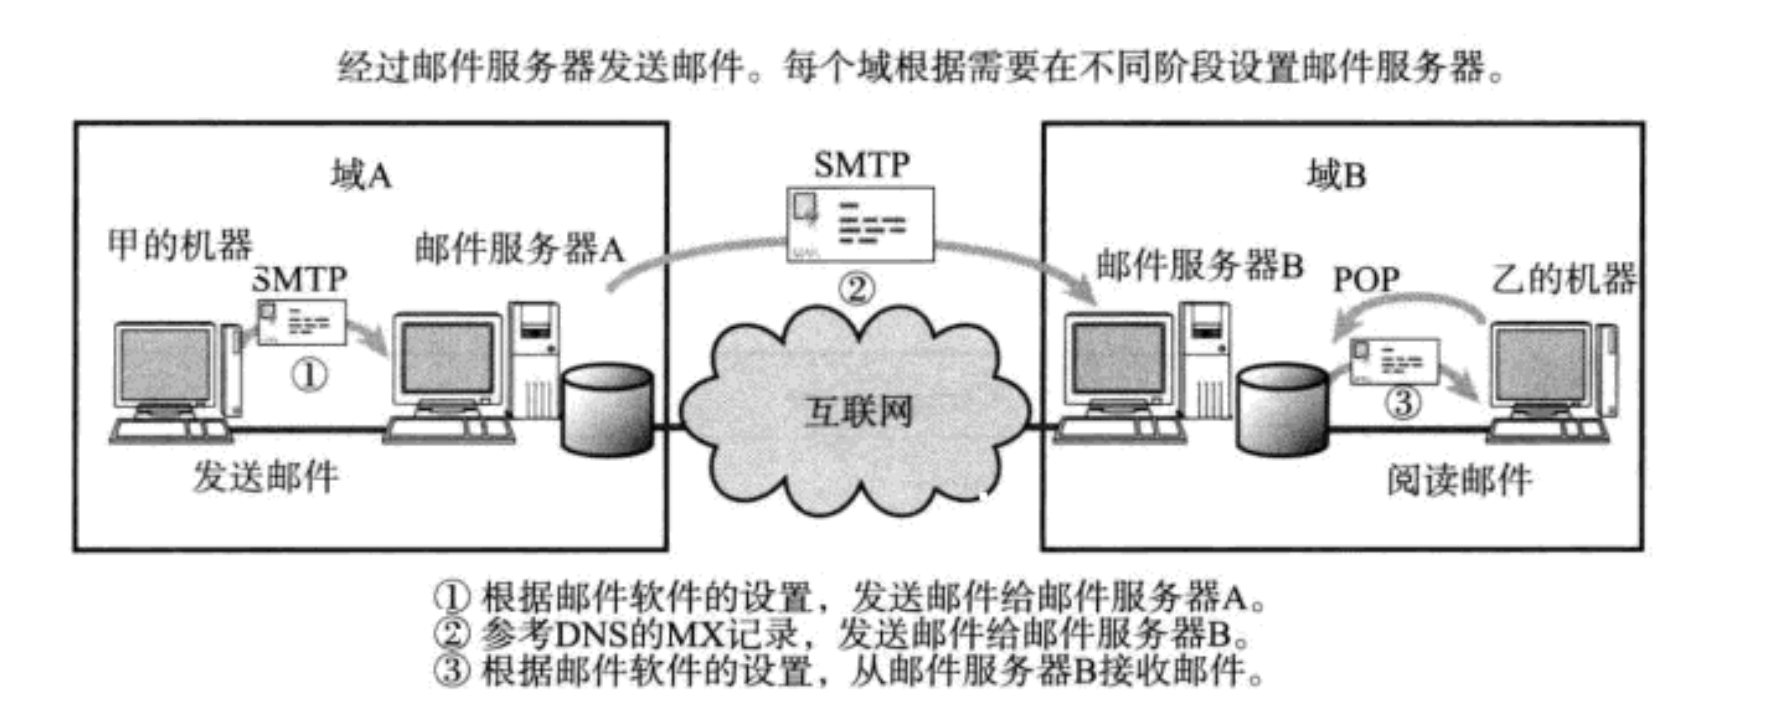 经过邮件服务器发送邮件。每个域根据需要在不同阶段设置邮件服务器。
域A
甲的机器
SMTP
①
邮件服务器A
发送邮件
SMTP
②
互联网
域B
邮件服务器B
POP
乙的机器
③
阅读邮件
① 根据邮件软件的设置，发送邮件给邮件服务器A。
② 参考DNS的MX记录，发送邮件给邮件服务器B。
③ 根据邮件软件的设置，从邮件服务器B接收邮件。